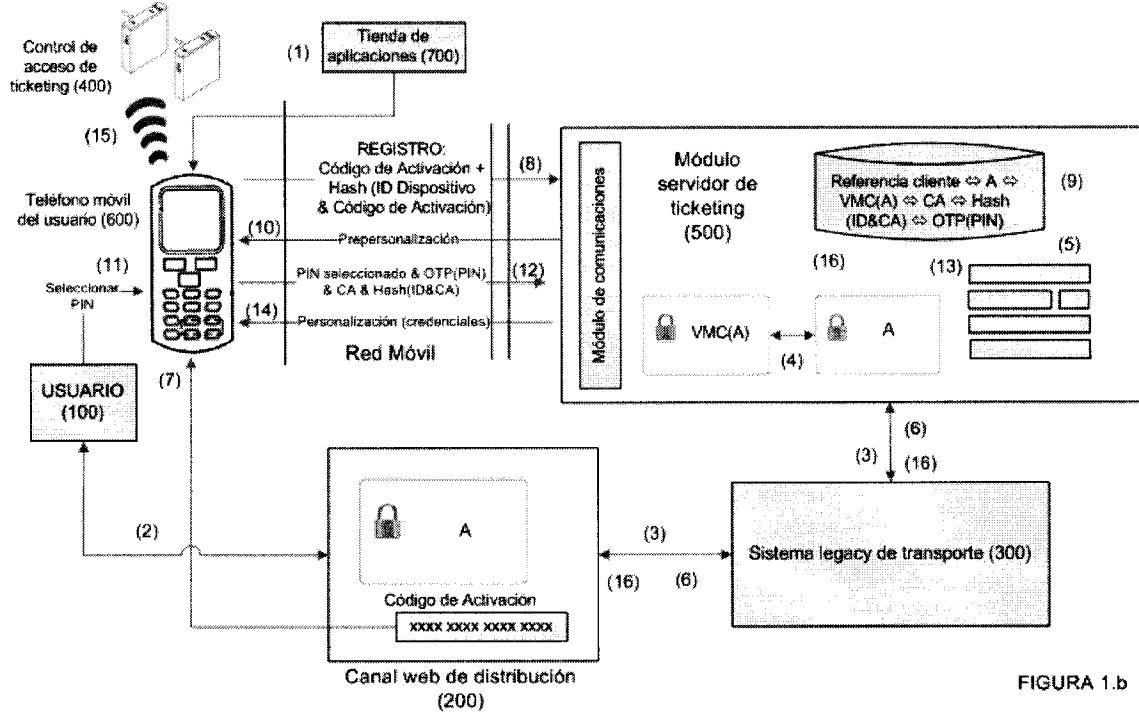 Control de
acceso de
ticketing (400)
(1)
Tienda de
aplicaciones (700)
(15)
Teléfono móvil
del usuario (600)
REGISTRO:
Código de Activación +
Hash (ID Dispositivo
& Código de Activación)
(8)
(10)
Prepersonalización
(11)
Seleccionar
PIN
PIN seleccionado & OTP(PIN)
& CA & Hash(ID&CA)
(12)
(14)
Personalización (credenciales)
Red Móvil
Módulo de comunicaciones
Módulo
servidor de
ticketing
(500)
Referencia cliente ⇔ A ⇔
VMC(A) ⇔ CA ⇔ Hash
(ID&CA) ⇔ OTP(PIN)
(9)
(16)
(5)
(13)
VMC(A)
(4)
A
USUARIO
(100)
(7)
(2)
A
Código de Activación
xxxx xxxx xxxx xxxx
Canal web de distribución
(200)
(3)
(16)
(6)
(6)
(3)
(16)
Sistema legacy de transporte (300)
FIGURA 1.b